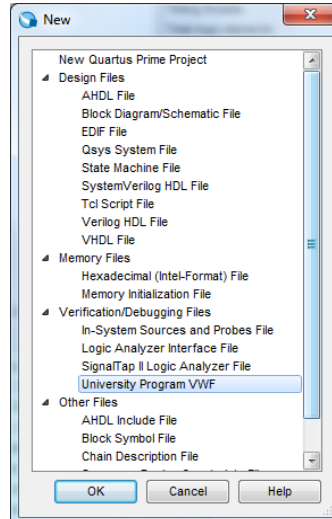 New
New Quartus Prime Project
Design Files
AHDL File
Block Diagram/Schematic File
EDIF File
Qsys System File
State Machine File
SystemVerilog HDL File
Tcl Script File
Verilog HDL File
VHDL File
Memory Files
Hexadecimal (Intel-Format) File
Memory Initialization File
Verification/Debugging Files
In-System Sources and Probes File
Logic Analyzer Interface File
SignalTap II Logic Analyzer File
University Program VWF
Other Files
AHDL Include File
Block Symbol File
Chain Description File
OK
Cancel
Help